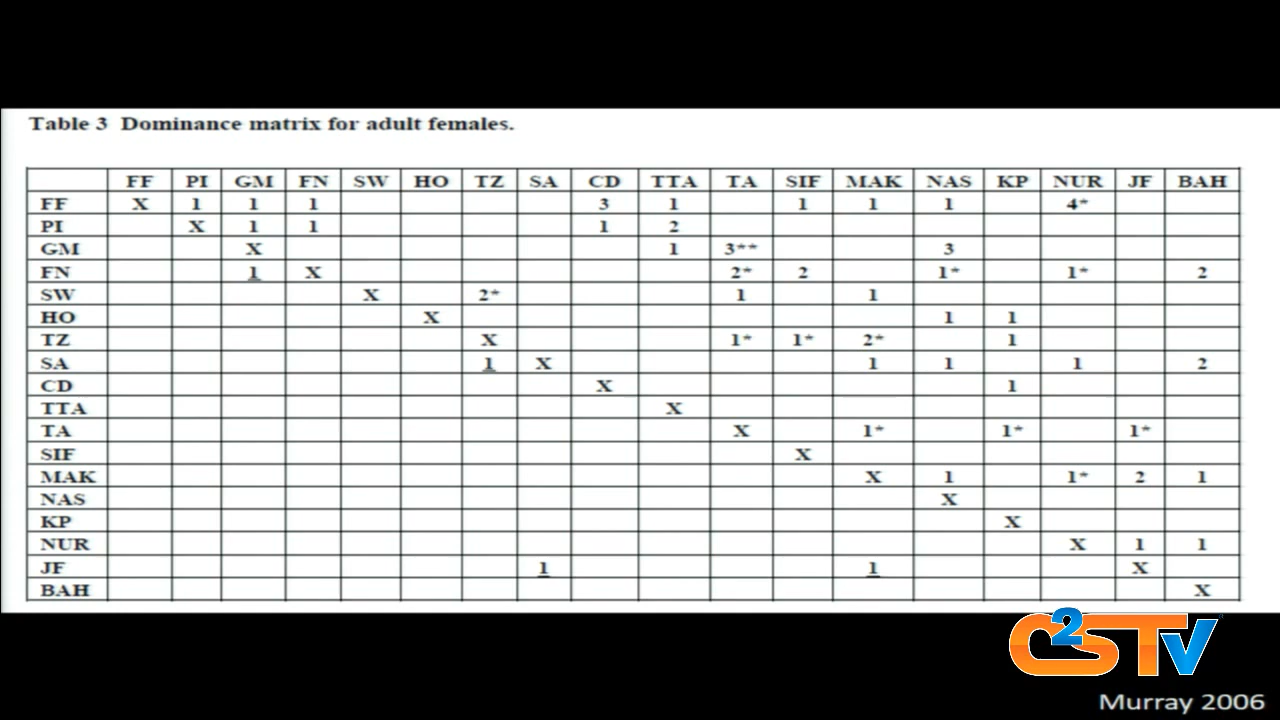 Table 3 Dominance matrix for adult females.
FF PI GM FN SW HO TZ SA CD TTA TA SIF MAK NAS KP NUR JF BAH
FF X 1 1 1 3 1 1 1 1 4*
PI X 1 1 1 2
GM X 1 3** 3
FN 1 X 2* 2 1* 1* 2
SW X 2* 1 1
HO X 1 1
TZ X 1* 1* 2* 1
SA 1 X 1 1 1 2
CD X 1
TTA X
TA X 1* 1* 1*
SIF X
MAK X 1 1* 2 1
NAS X
KP X
NUR X 1 1
JF 1 1 X
BAH X
C2STV
Murray 2006